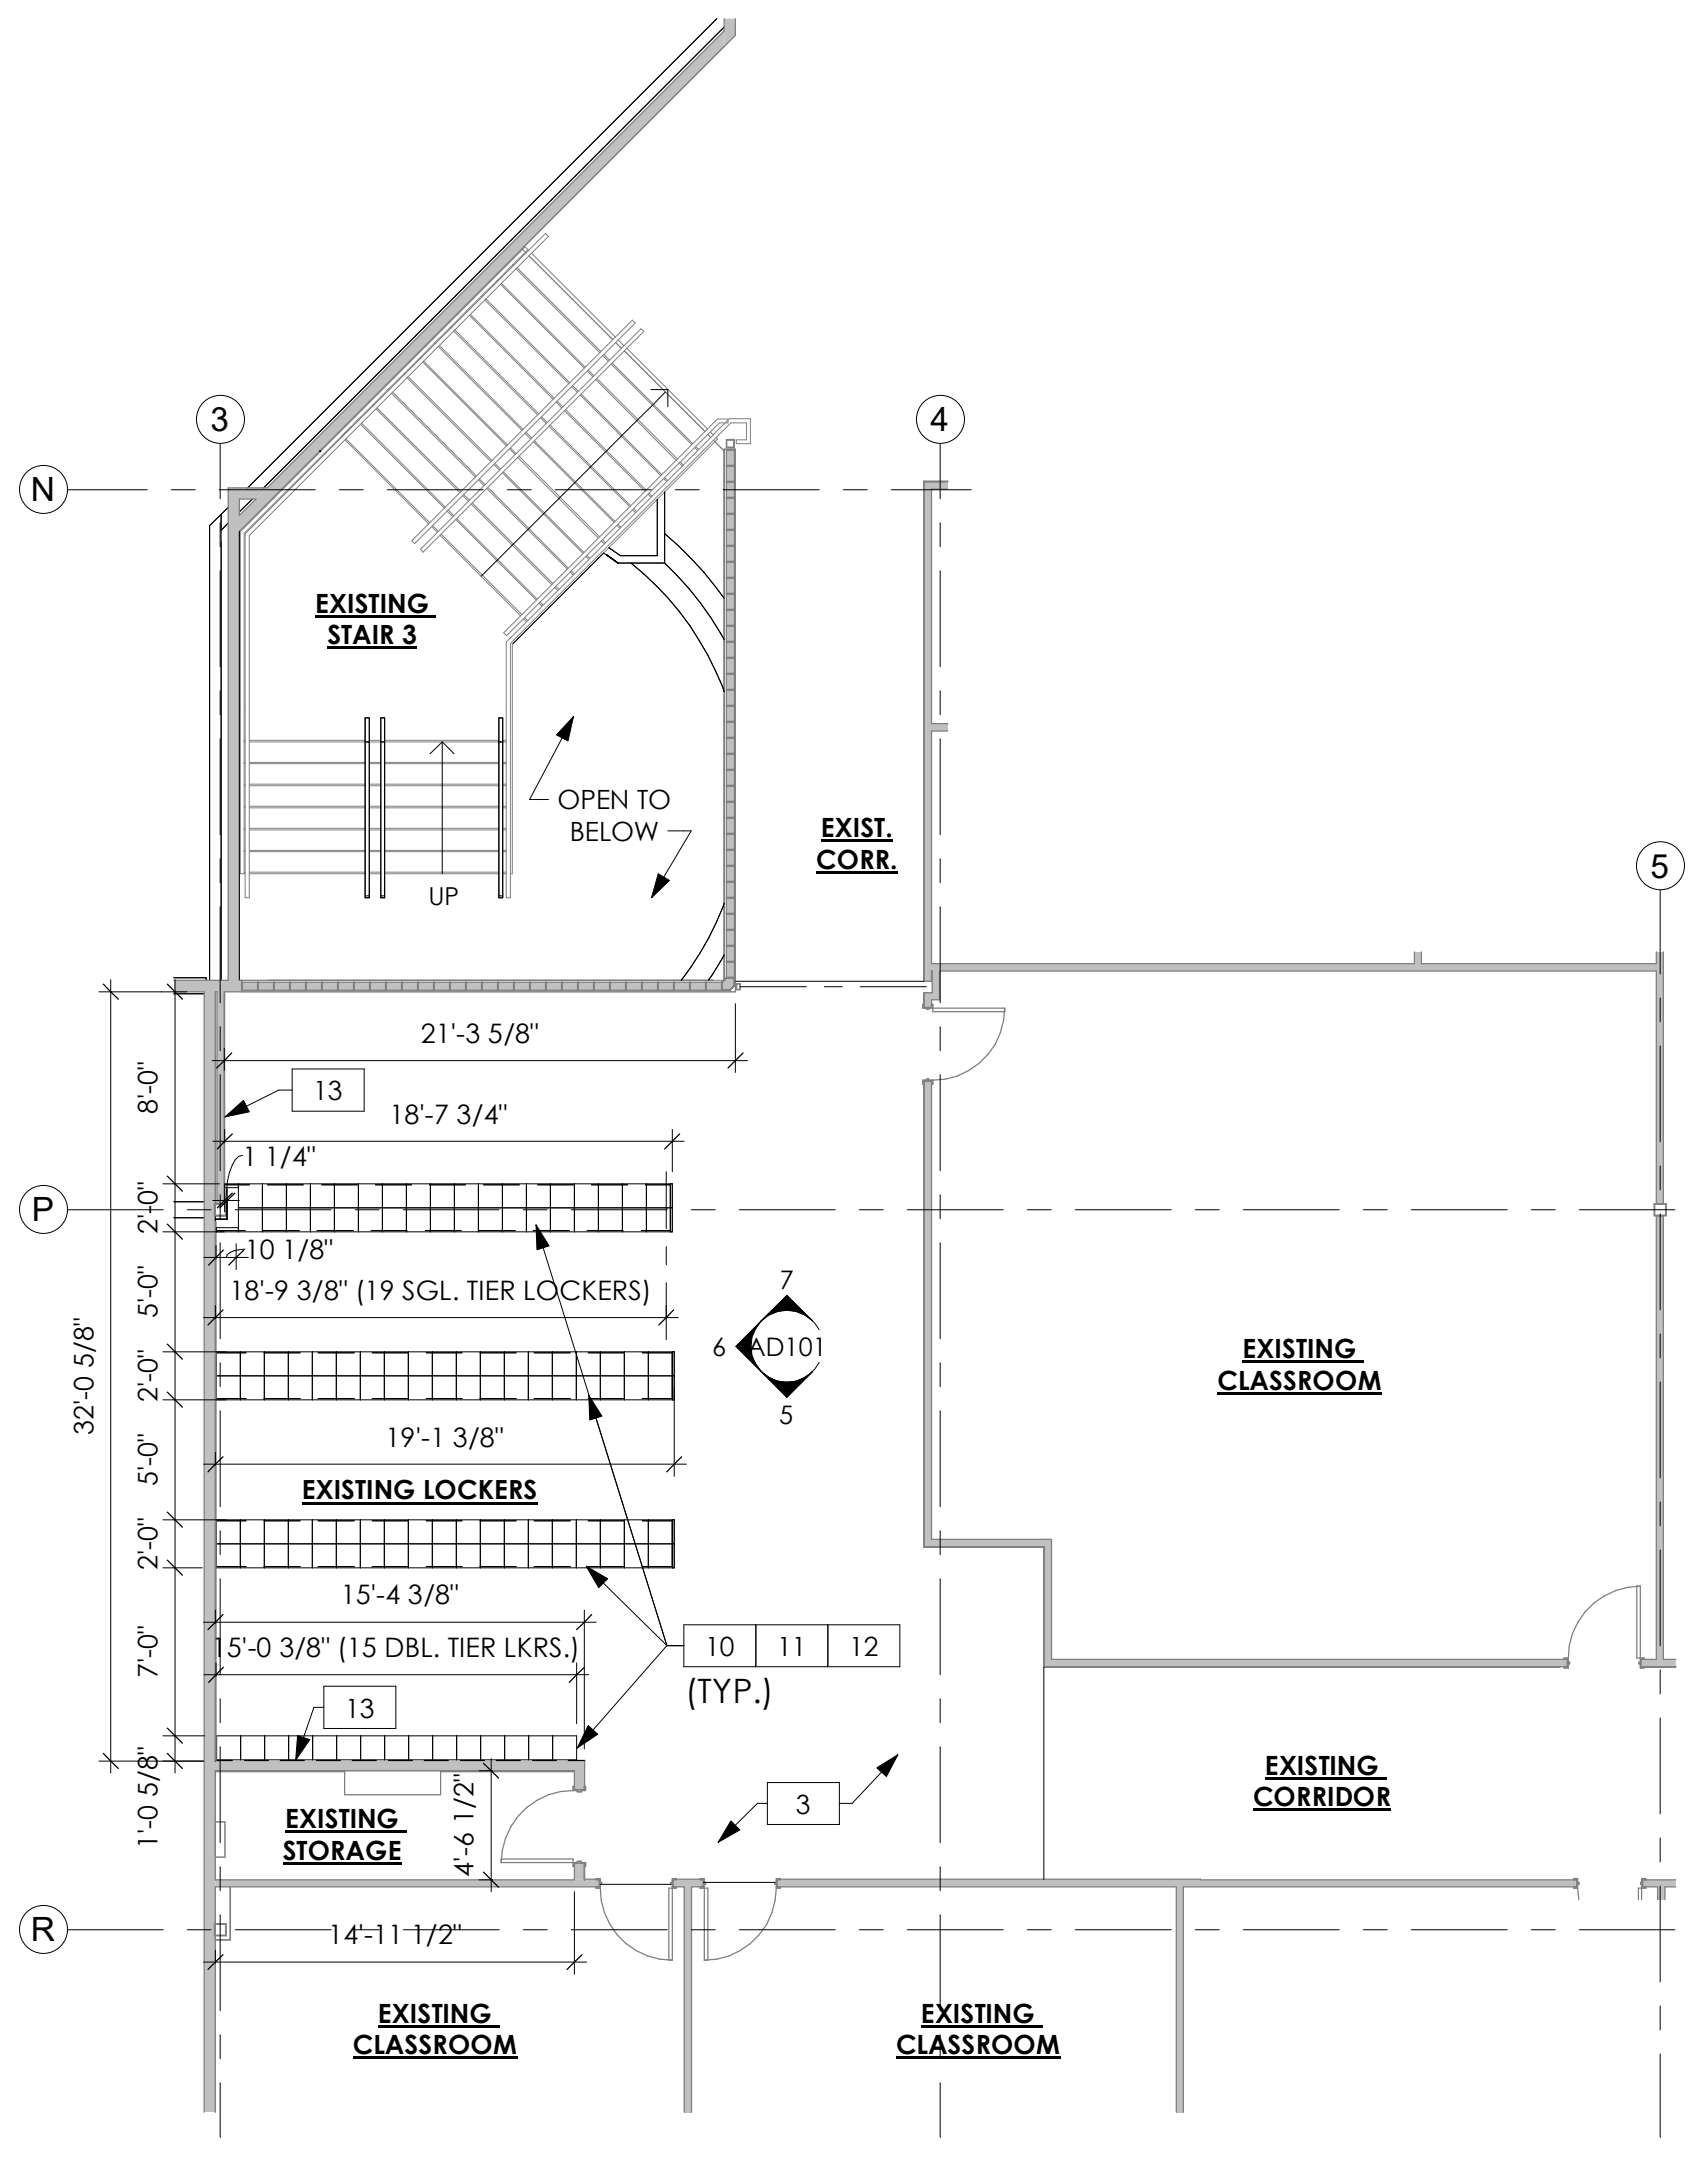 3
4
N
EXISTING
STAIR 3
OPEN TO
BELOW
UP
EXIST.
CORR.
5
21'-3 5/8"
8'-0"
13
18'-7 3/4"
1 1/4"
P
2'-0"
10 1/8"
18'-9 3/8" (19 SGL. TIER LOCKERS)
5'-0"
7
6
AD101
5
32'-0 5/8"
2'-0"
EXISTING
CLASSROOM
19'-1 3/8"
5'-0"
EXISTING LOCKERS
2'-0"
15'-4 3/8"
15'-0 3/8" (15 DBL. TIER LKRS.)
7'-0"
10 11 12
(TYP.)
13
1'-0 5/8"
EXISTING
STORAGE
4'-6 1/2"
3
EXISTING
CORRIDOR
R
14'-11 1/2"
EXISTING
CLASSROOM
EXISTING
CLASSROOM